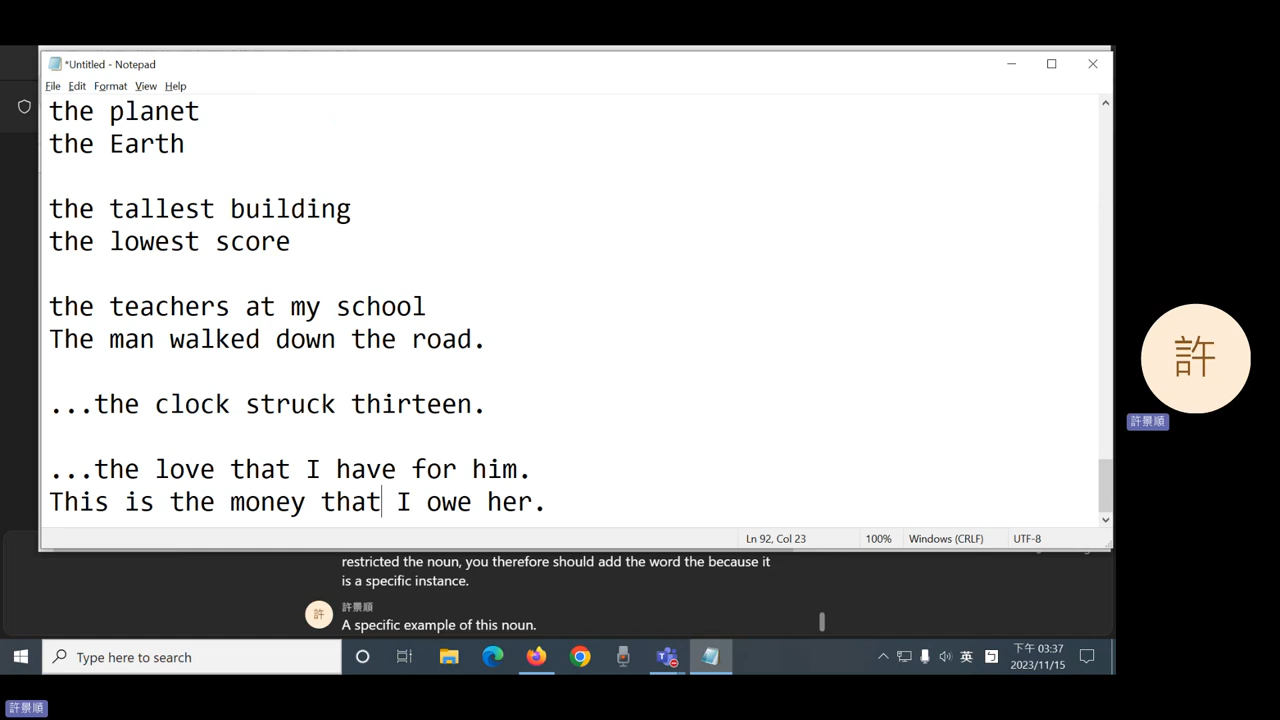 *Untitled - Notepad
File Edit Format View Help
the planet
the Earth
the tallest building
the lowest score
the teachers at my school
The man walked down the road.
...the clock struck thirteen.
...the love that I have for him.
This is the money that I owe her.
Ln 92, Col 23 100% Windows (CRLF) UTF-8
restricted the noun, you therefore should add the word the because it
is a specific instance.
許 許景順
A specific example of this noun.
許
許景順
Type here to search
英
下午 03:37
2023/11/15
許景順